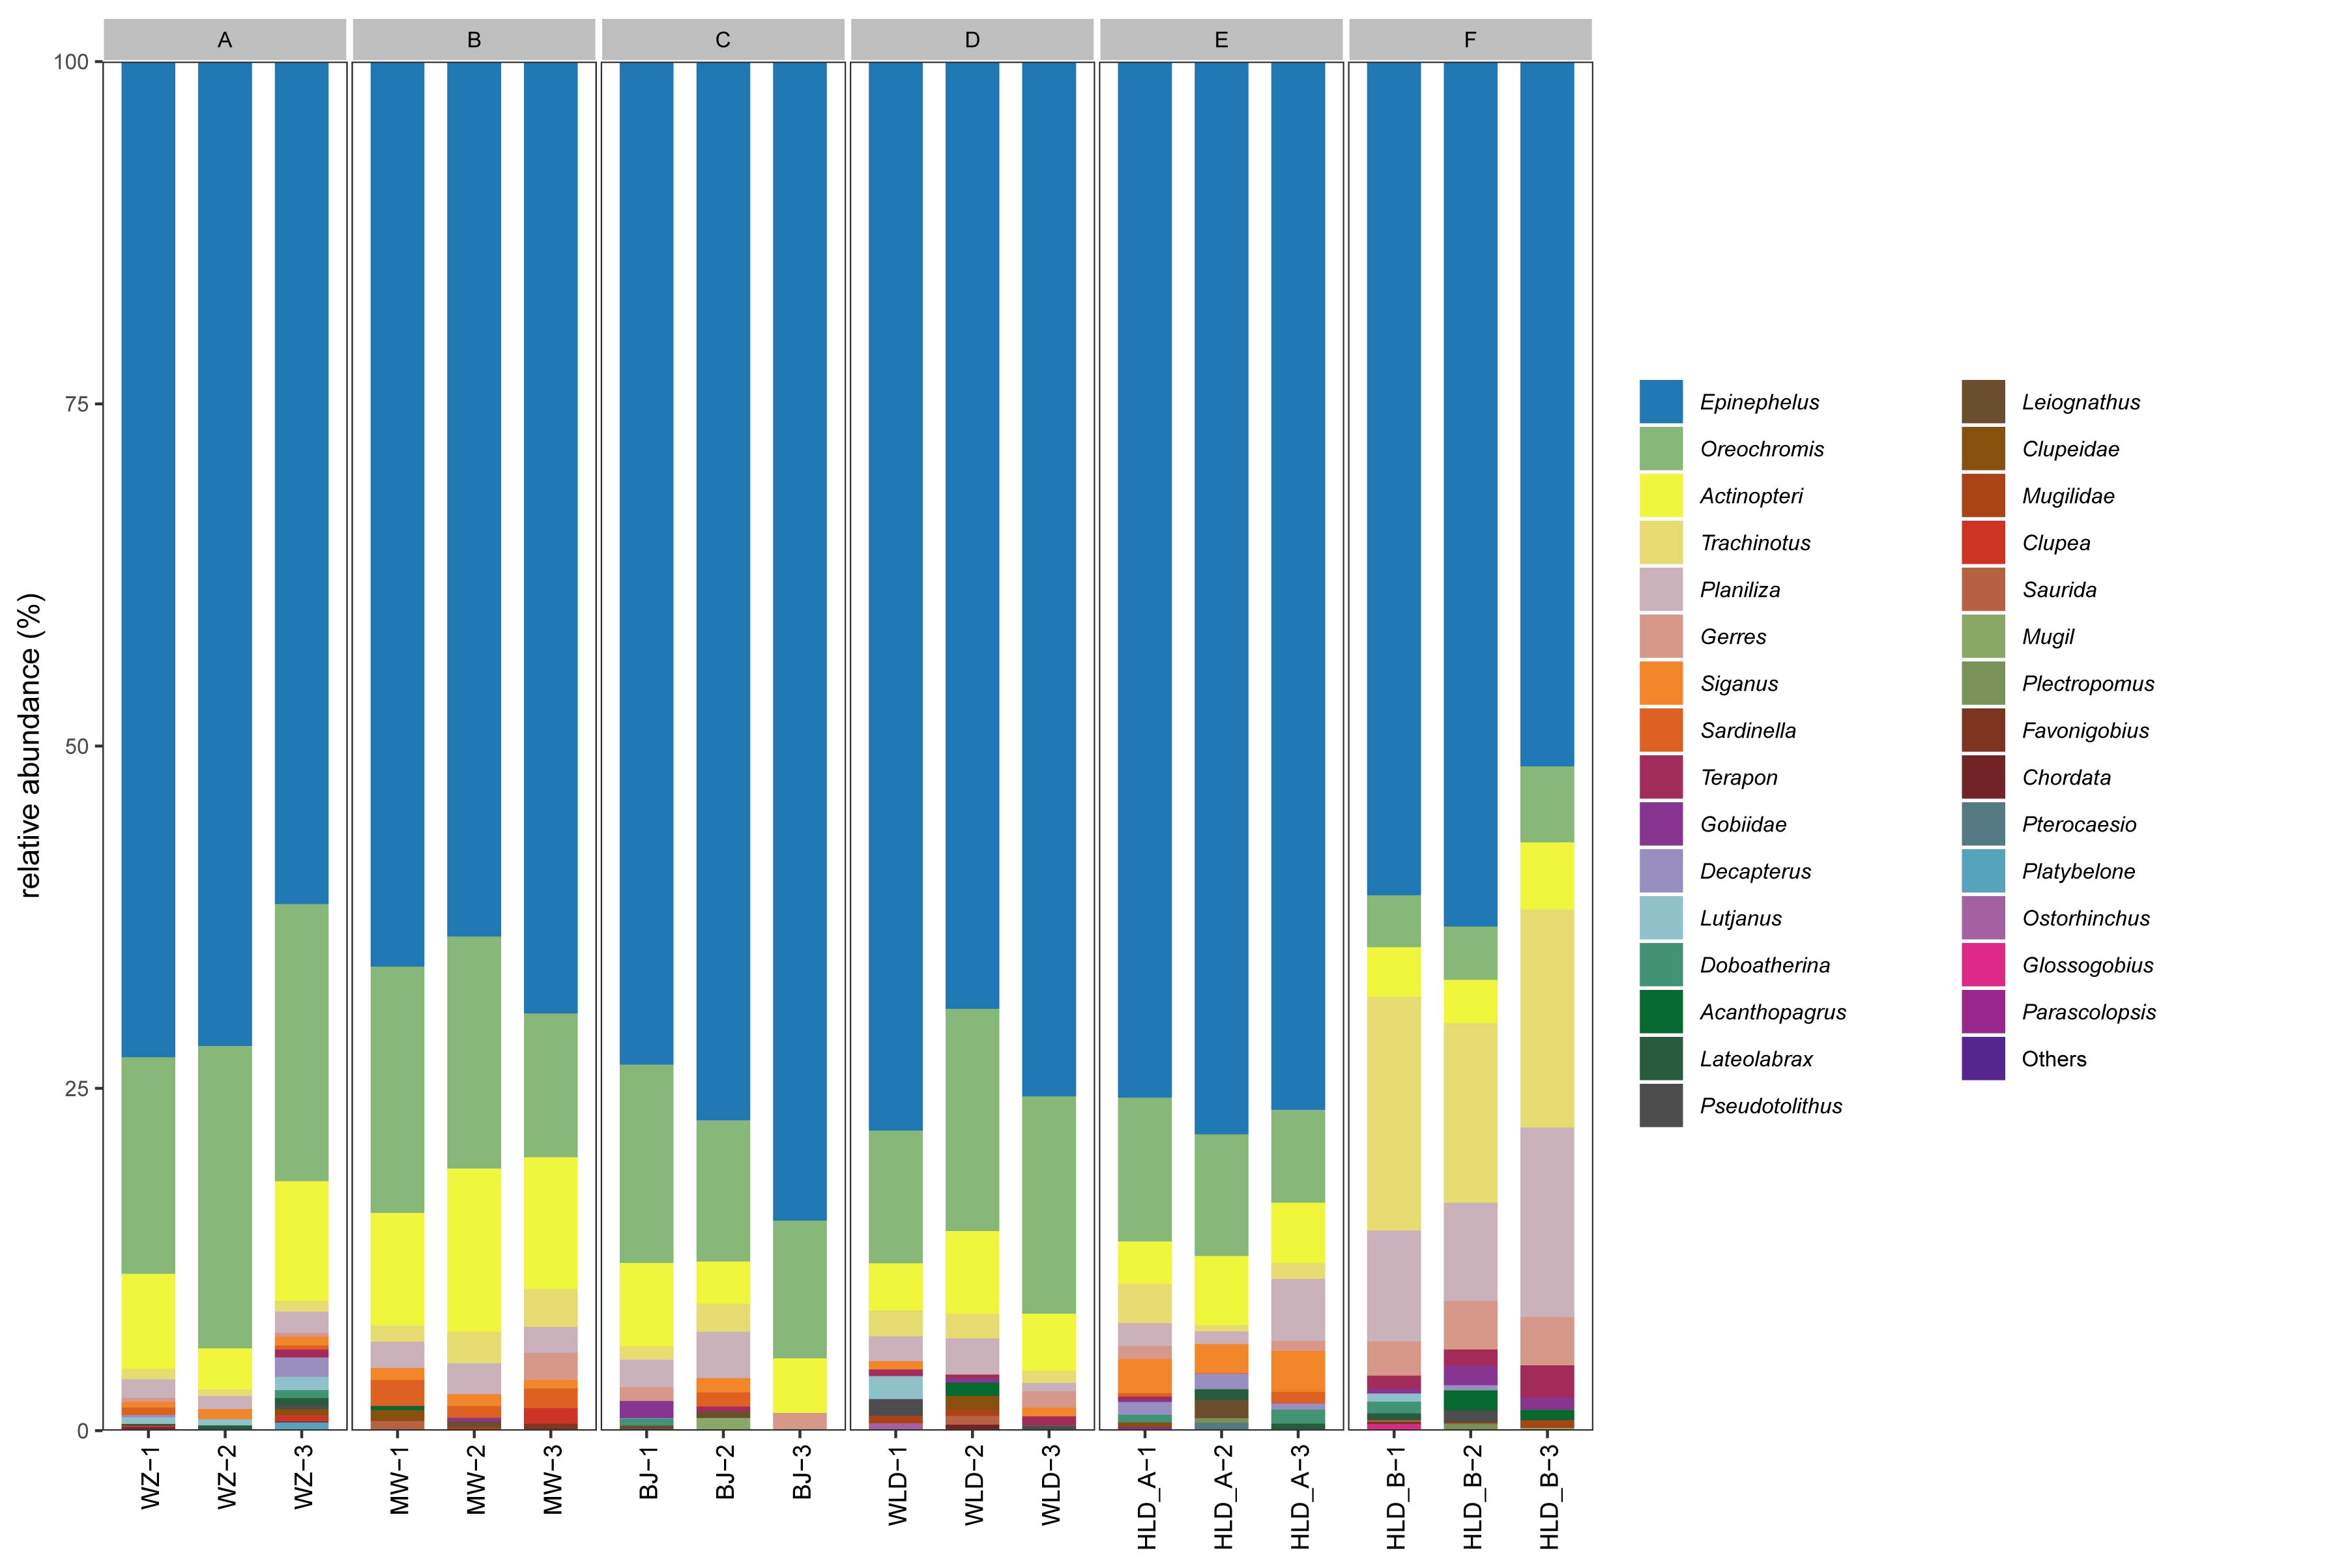 A B C D E F
100
75
50
25
0
relative abundance (%)
WZ−1 WZ−2 WZ−3 MW−1 MW−2 MW−3 BJ−1 BJ−2 BJ−3 WLD−1 WLD−2 WLD−3 HLD_A−1 HLD_A−2 HLD_A−3 HLD_B−1 HLD_B−2 HLD_B−3
Epinephelus
Oreochromis
Actinopteri
Trachinotus
Planiliza
Gerres
Siganus
Sardinella
Terapon
Gobiidae
Decapterus
Lutjanus
Doboatherina
Acanthopagrus
Lateolabrax
Pseudotolithus
Leiognathus
Clupeidae
Mugilidae
Clupea
Saurida
Mugil
Plectropomus
Favonigobius
Chordata
Pterocaesio
Platybelone
Ostorhinchus
Glossogobius
Parascolopsis
Others